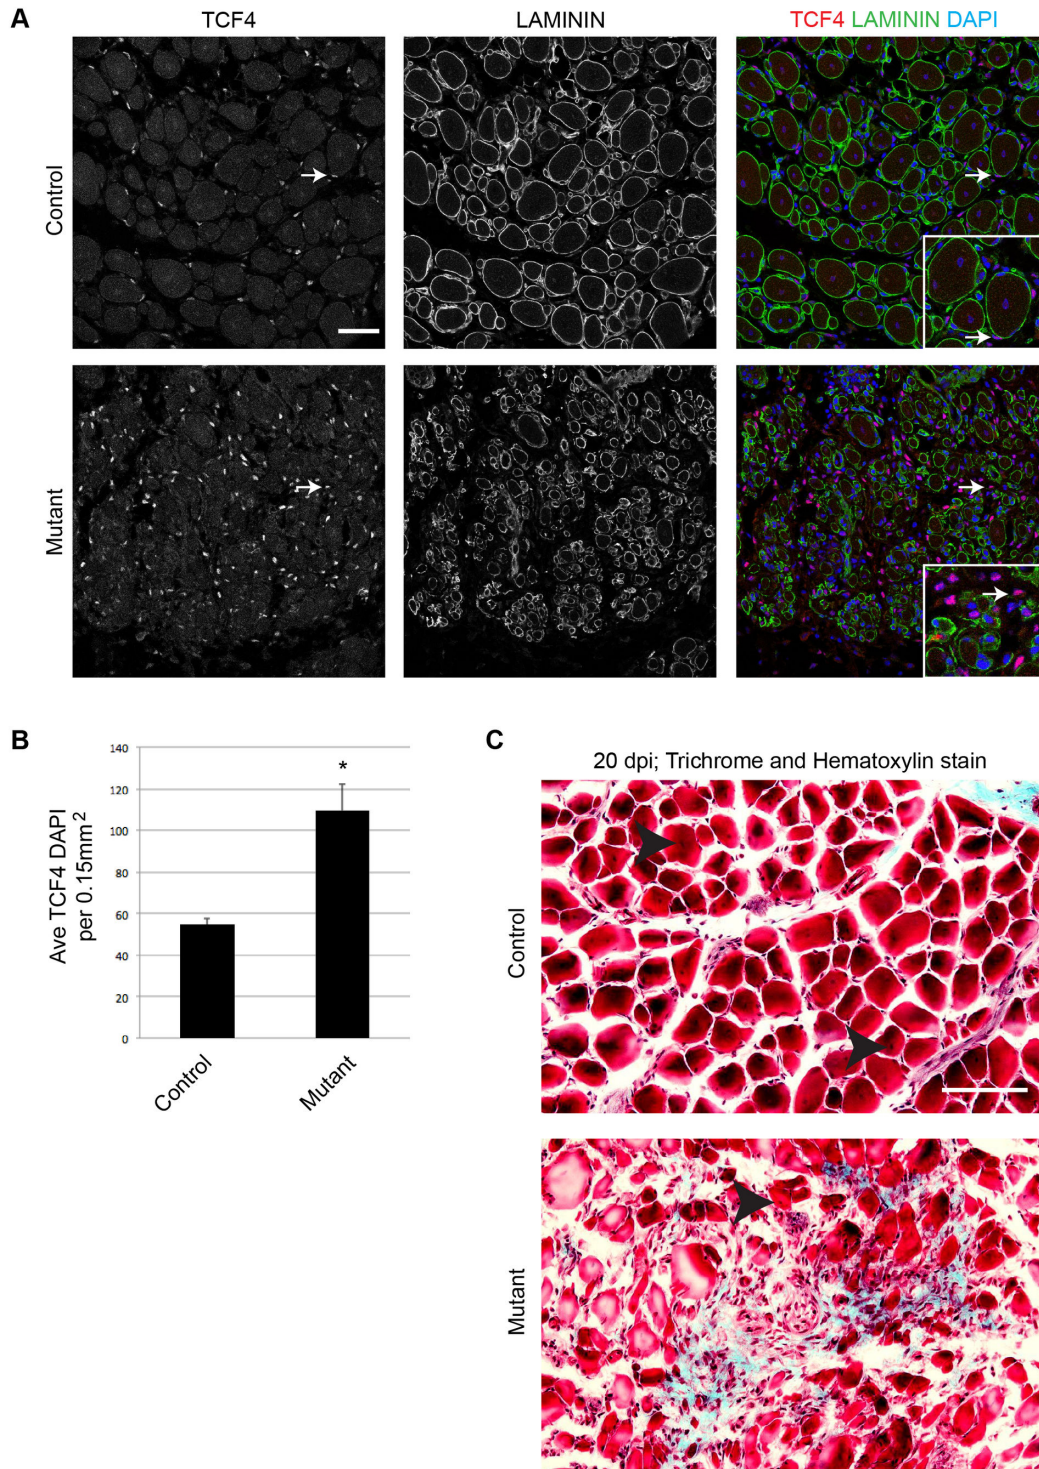 A
TCF4
LAMININ
TCF4 LAMININ DAPI
Control
Mutant
B
Ave TCF4 DAPI
per 0.15mm²
140
120
100
80
60
40
20
0
*
Control
Mutant
C
20 dpi; Trichrome and Hematoxylin stain
Control
Mutant